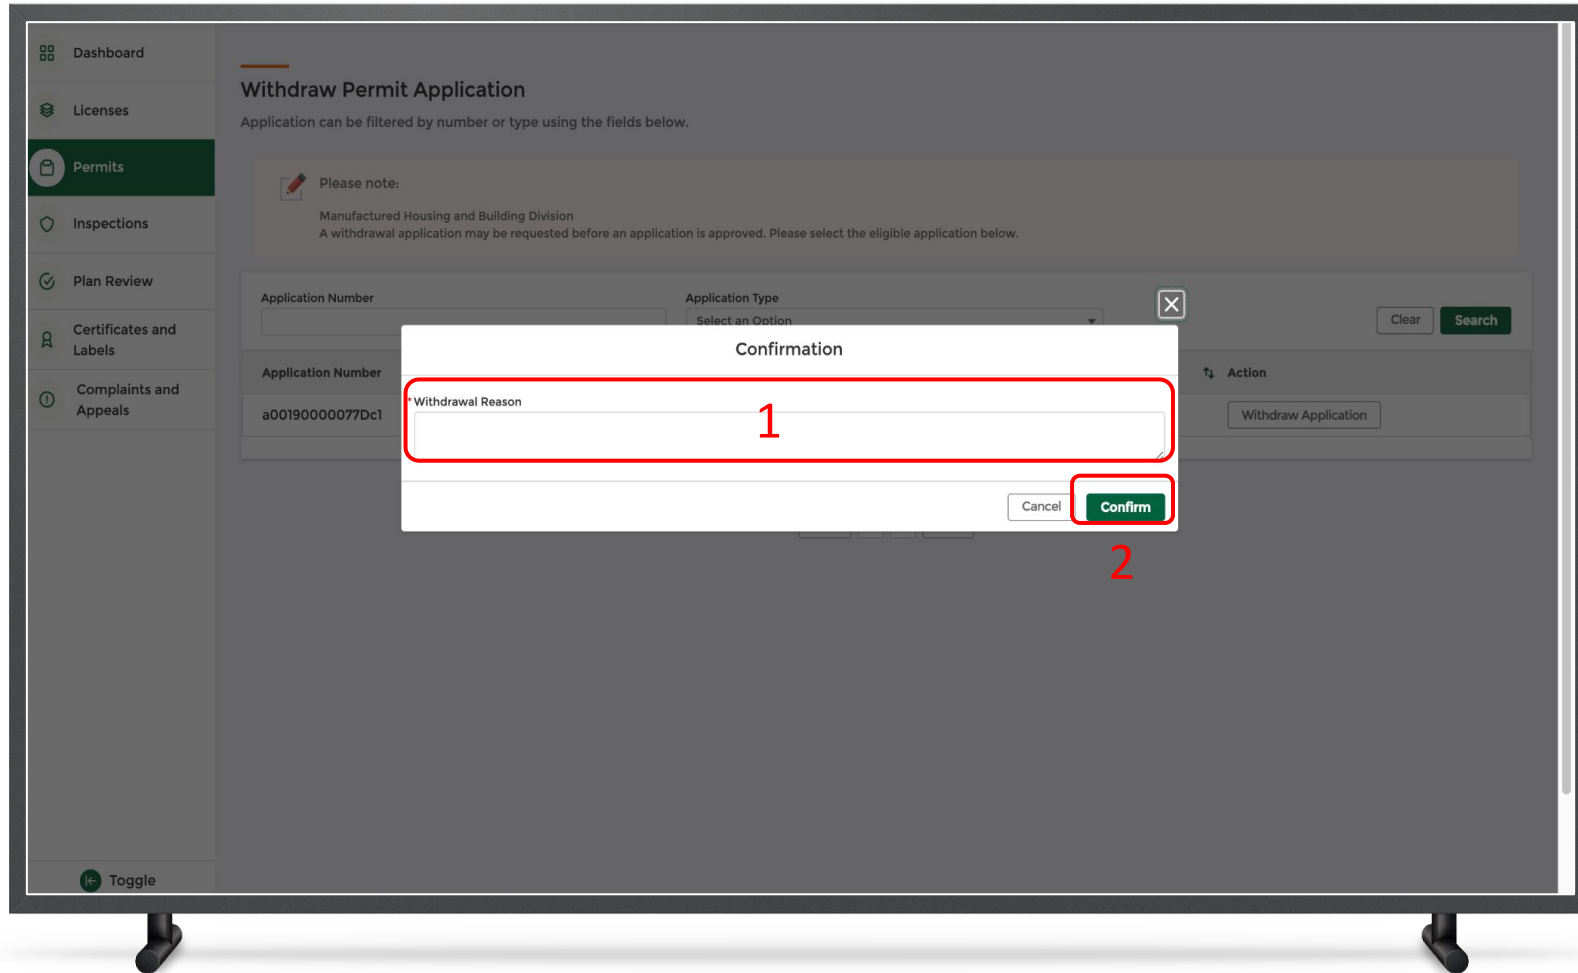 Dashboard
Licenses
Permits
Inspections
Plan Review
Certificates and
Labels
Complaints and
Appeals
Toggle
Withdraw Permit Application
Application can be filtered by number or type using the fields below.
Please note:
Manufactured Housing and Building Division
A withdrawal application may be requested before an application is approved. Please select the eligible application below.
Application Number
Application Type
Select an Option
Clear
Search
Application Number
Action
a00190000077Dc1
Withdraw Application
Confirmation
* Withdrawal Reason
1
Cancel
Confirm
2